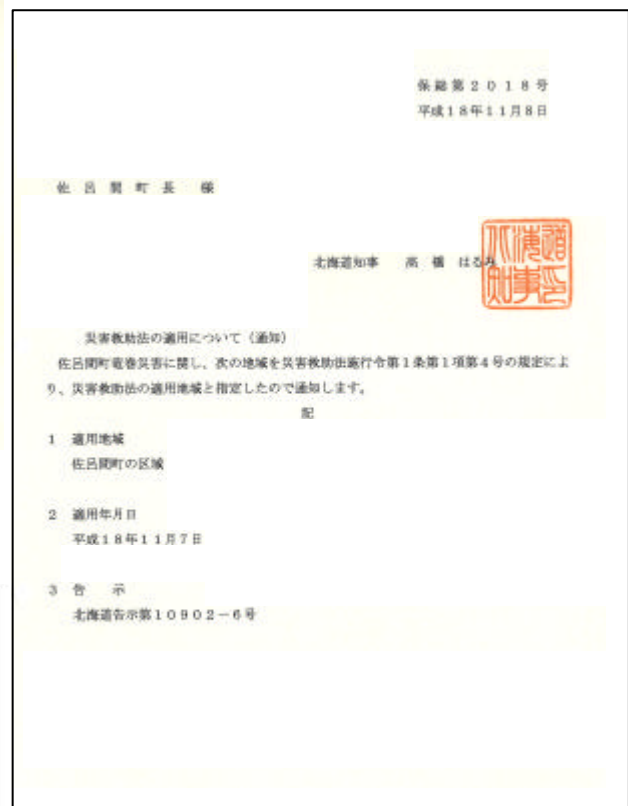 保総第2018号
平成18年11月8日
佐呂間町長　様
北海道知事　高橋　はるみ
災害救助法の適用について（通知）
佐呂間町竜巻災害に関し、次の地域を災害救助法施行令第1条第1項第4号の規定によ
り、災害救助法の適用地域と指定したので通知します。
記
1　適用地域
佐呂間町の区域
2　適用年月日
平成18年11月7日
3　告　示
北海道告示第10902－6号